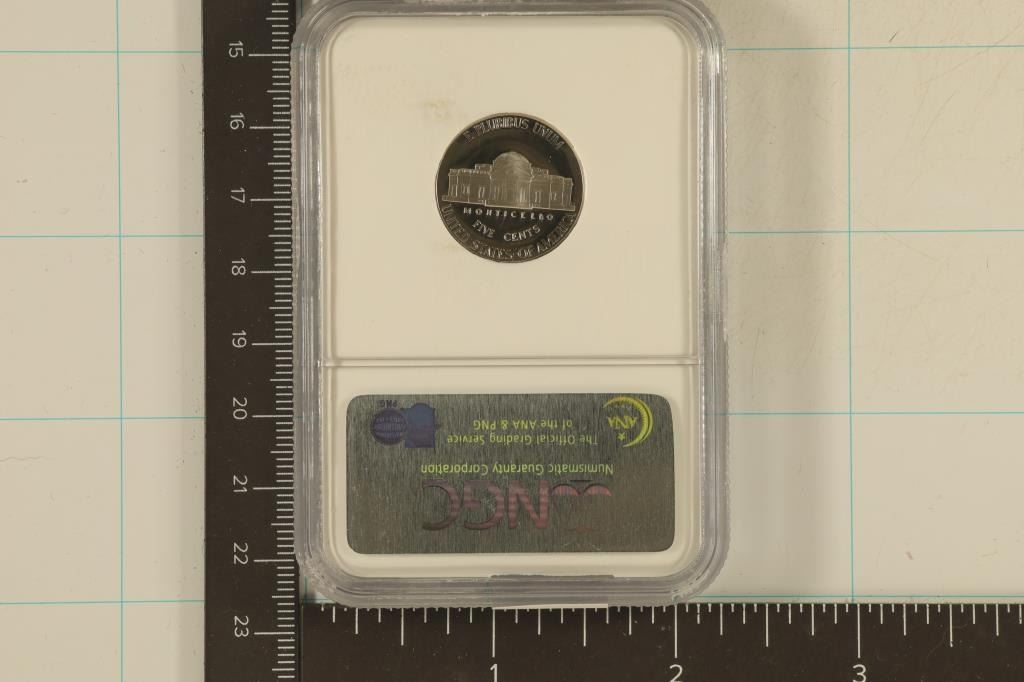 E PLURIBUS UNUM
MONTICELLO
FIVE CENTS
UNITED STATES OF AMERICA
NGC
Numismatic Guaranty Corporation
The Official Grading Service
of the ANA & PNG
ANA
PNG
15
16
17
18
19
20
21
22
23
1
2
3